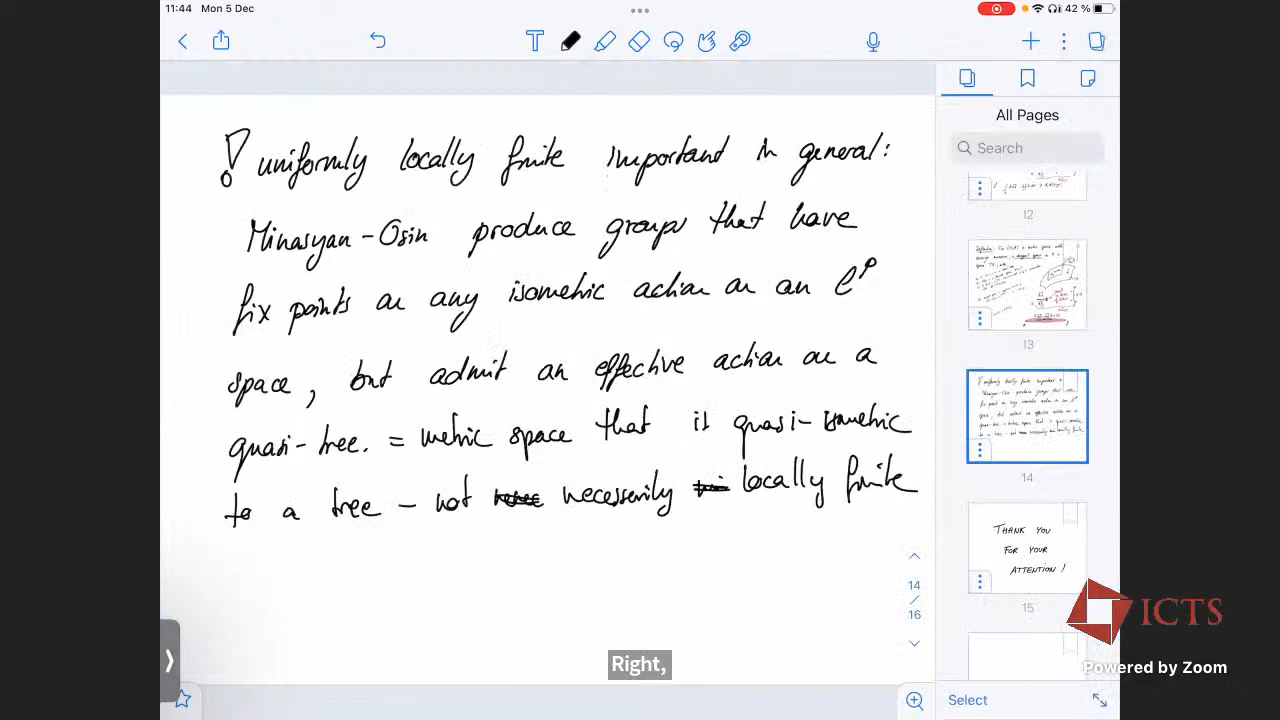 11:44 Mon 5 Dec
42 %
! uniformly locally finite important in general:
Minasyan-Osin produce groups that have
fix points on any isometric action on an ℓᵖ
space, but admit an effective action on a
quasi-tree. = metric space that is quasi-isometric
to a tree - not necesserily locally finite
14
/
16
Right,
All Pages
Search
12
13
14
THANK YOU
FOR YOUR
ATTENTION!
15
Select
ICTS
Powered by Zoom